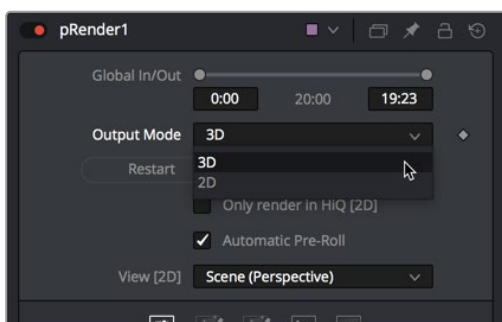 pRender1
Global In/Out
0:00 20:00 19:23
Output Mode 3D
Restart 3D
2D
Only render in HiQ [2D]
Automatic Pre-Roll
View [2D] Scene (Perspective)